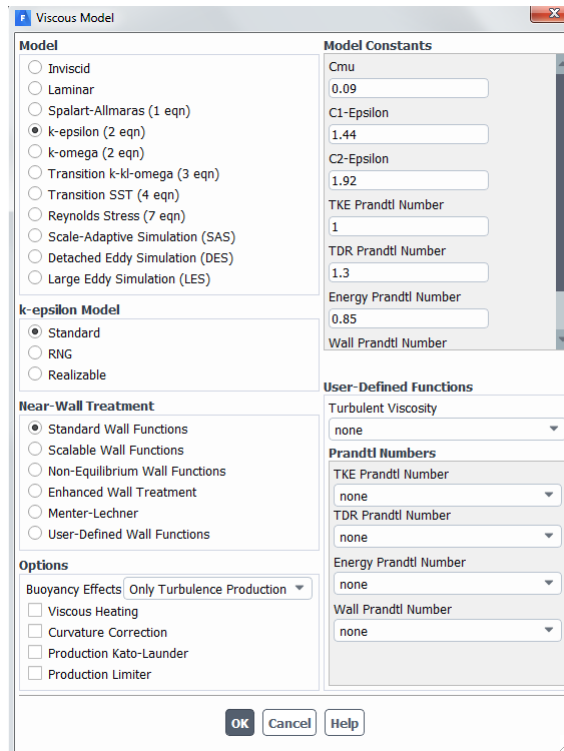 Viscous Model
Model
Inviscid
Laminar
Spalart-Allmaras (1 eqn)
k-epsilon (2 eqn)
k-omega (2 eqn)
Transition k-kl-omega (3 eqn)
Transition SST (4 eqn)
Reynolds Stress (7 eqn)
Scale-Adaptive Simulation (SAS)
Detached Eddy Simulation (DES)
Large Eddy Simulation (LES)
k-epsilon Model
Standard
RNG
Realizable
Near-Wall Treatment
Standard Wall Functions
Scalable Wall Functions
Non-Equilibrium Wall Functions
Enhanced Wall Treatment
Menter-Lechner
User-Defined Wall Functions
Options
Buoyancy Effects Only Turbulence Production
Viscous Heating
Curvature Correction
Production Kato-Launder
Production Limiter
Model Constants
Cmu
0.09
C1-Epsilon
1.44
C2-Epsilon
1.92
TKE Prandtl Number
1
TDR Prandtl Number
1.3
Energy Prandtl Number
0.85
Wall Prandtl Number
User-Defined Functions
Turbulent Viscosity
none
Prandtl Numbers
TKE Prandtl Number
none
TDR Prandtl Number
none
Energy Prandtl Number
none
Wall Prandtl Number
none
OK Cancel Help